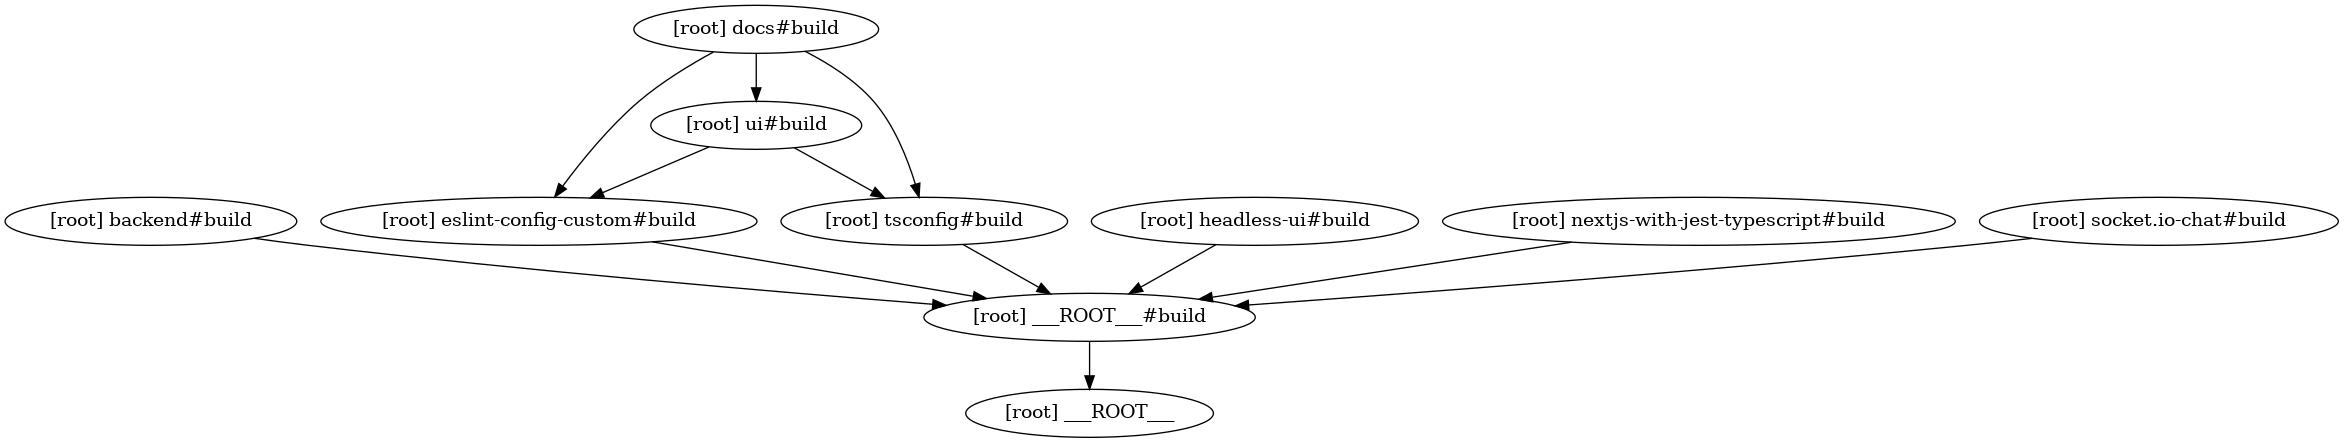 [root] docs#build
[root] ui#build
[root] backend#build
[root] eslint-config-custom#build
[root] tsconfig#build
[root] headless-ui#build
[root] nextjs-with-jest-typescript#build
[root] socket.io-chat#build
[root] ___ROOT___#build
[root] ___ROOT___